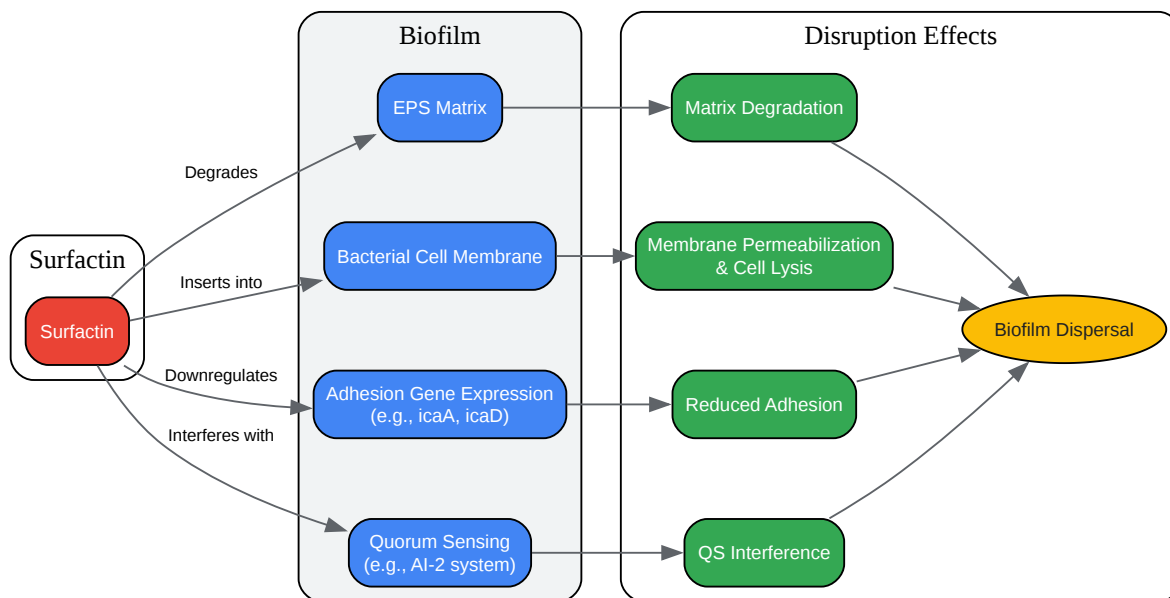 Biofilm
Disruption Effects
EPS Matrix
Matrix Degradation
Degrades
Surfactin
Bacterial Cell Membrane
Membrane Permeabilization
& Cell Lysis
Inserts into
Surfactin
Biofilm Dispersal
Downregulates
Adhesion Gene Expression
(e.g., icaA, icaD)
Reduced Adhesion
Interferes with
Quorum Sensing
(e.g., AI-2 system)
QS Interference